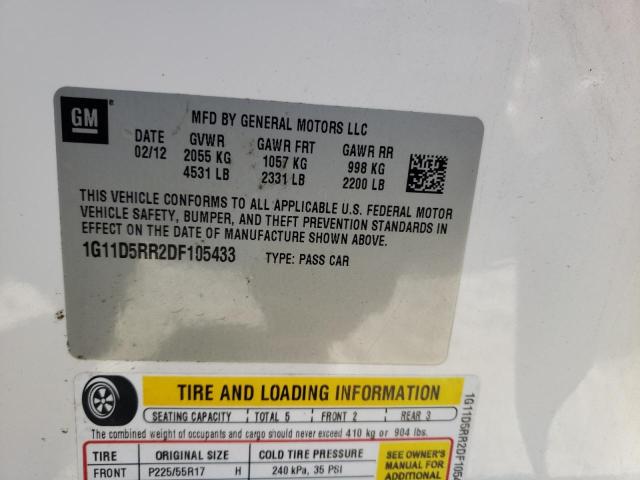 GM
MFD BY GENERAL MOTORS LLC
DATE GVWR GAWR FRT GAWR RR
02/12 2055 KG 1057 KG 998 KG
4531 LB 2331 LB 2200 LB
THIS VEHICLE CONFORMS TO ALL APPLICABLE U.S. FEDERAL MOTOR
VEHICLE SAFETY, BUMPER, AND THEFT PREVENTION STANDARDS IN
EFFECT ON THE DATE OF MANUFACTURE SHOWN ABOVE.
1G11D5RR2DF105433 TYPE: PASS CAR
TIRE AND LOADING INFORMATION
SEATING CAPACITY TOTAL 5 FRONT 2 REAR 3
The combined weight of occupants and cargo should never exceed 410 kg or 904 lbs.
TIRE ORIGINAL SIZE COLD TIRE PRESSURE
FRONT P225/55R17 H 240 kPa, 35 PSI
SEE OWNER'S
MANUAL FOR
ADDITIONAL
1G11D5RR2DF105